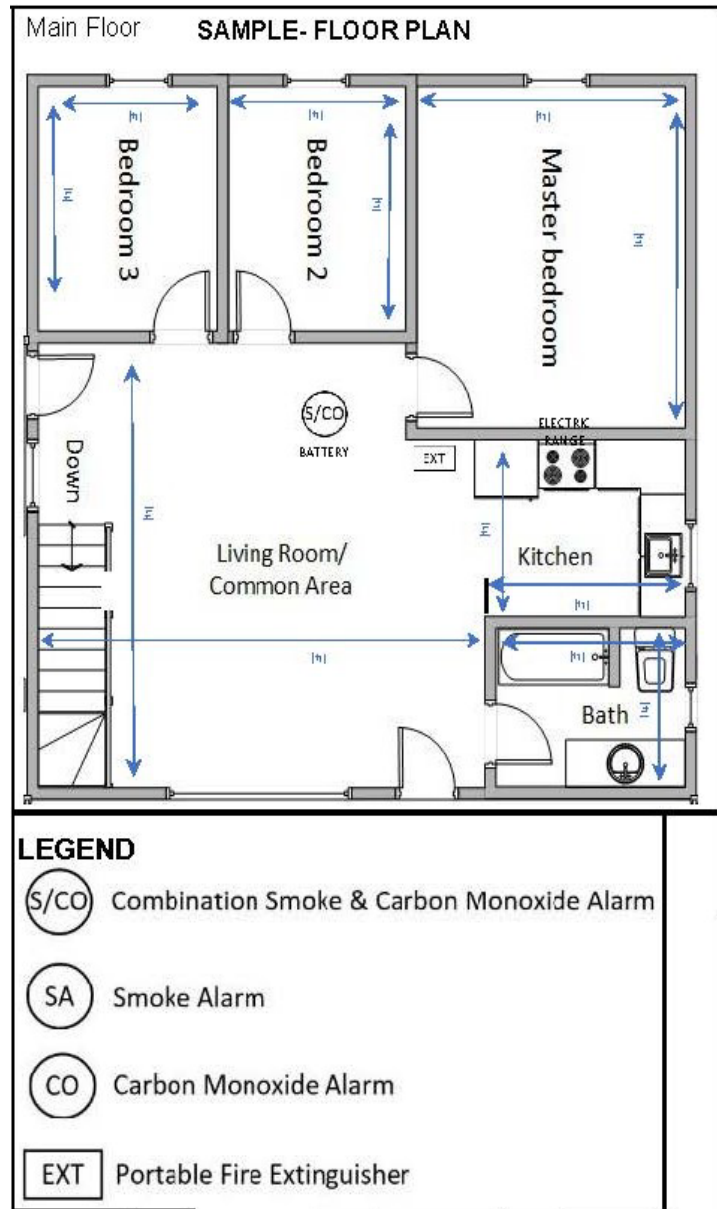 Main Floor
SAMPLE- FLOOR PLAN
Bedroom 3
Bedroom 2
Master bedroom
S/CO
BATTERY
EXT
ELECTRIC
RANGE
Down
Living Room/
Common Area
Kitchen
Bath
LEGEND
S/CO Combination Smoke & Carbon Monoxide Alarm
SA Smoke Alarm
CO Carbon Monoxide Alarm
EXT Portable Fire Extinguisher